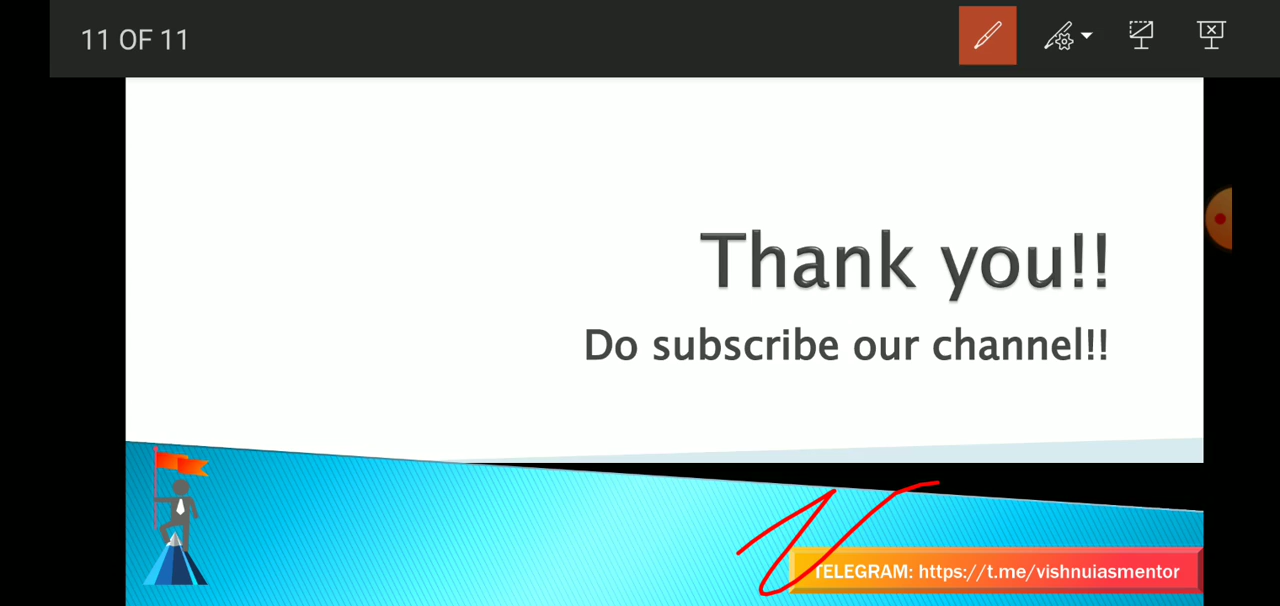 11 OF 11
Thank you!!
Do subscribe our channel!!
TELEGRAM: https://t.me/vishnuiasmentor